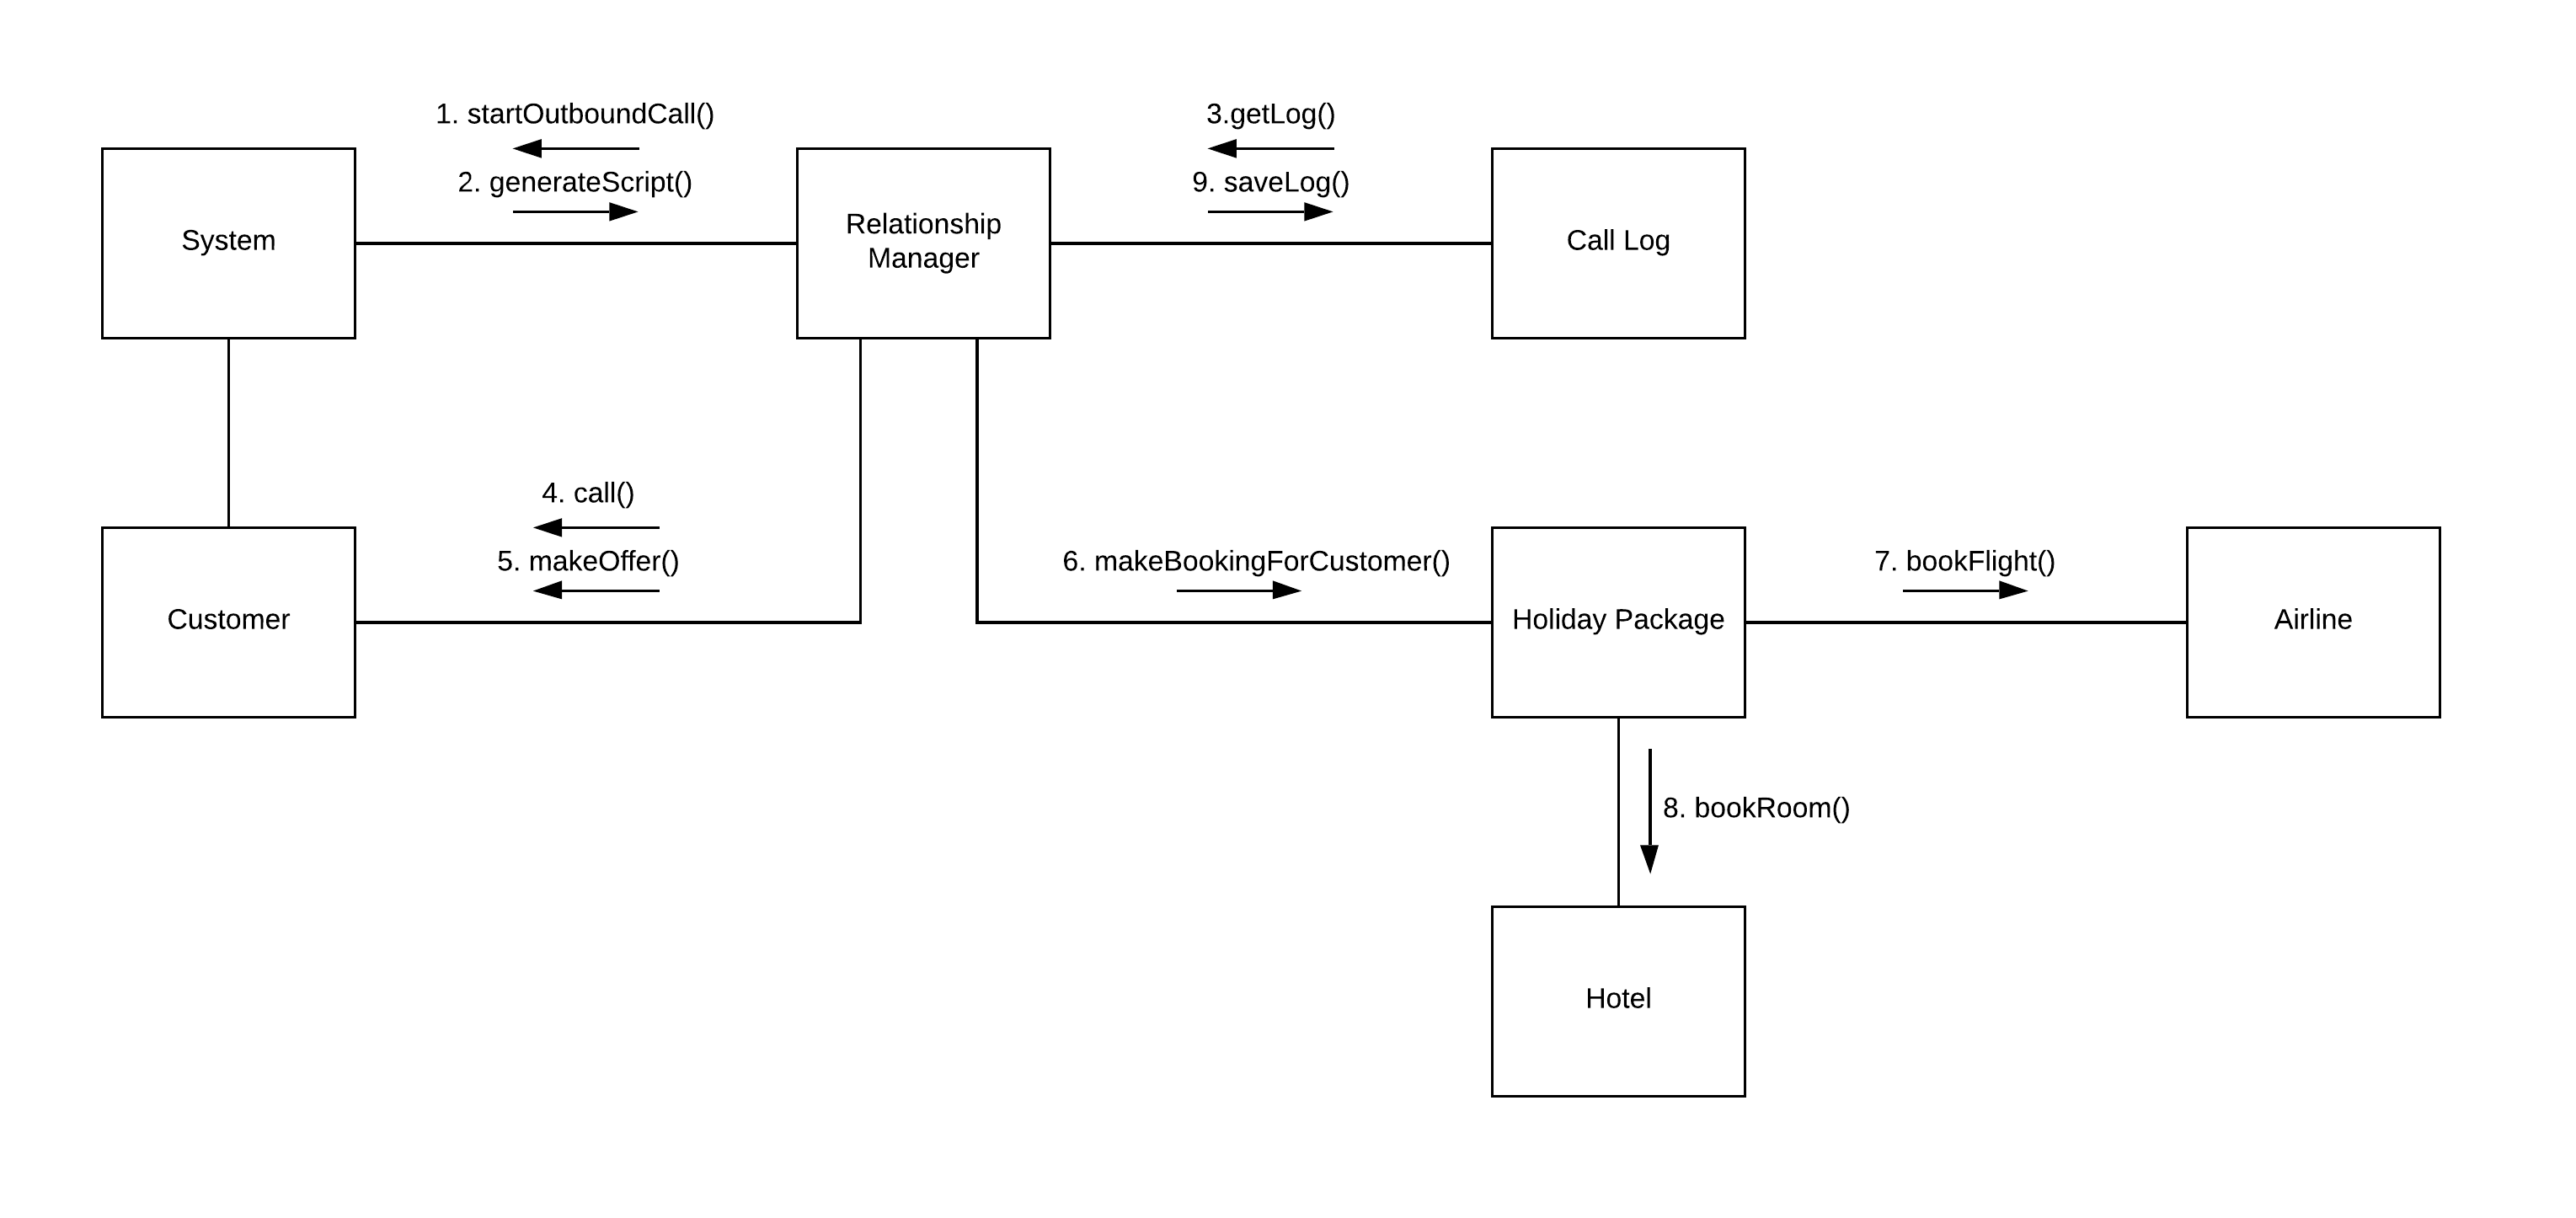 1. startOutboundCall()
3.getLog()
2. generateScript()
9. saveLog()
System
Relationship
Manager
Call Log
4. call()
5. makeOffer()
6. makeBookingForCustomer()
7. bookFlight()
Customer
Holiday Package
Airline
8. bookRoom()
Hotel